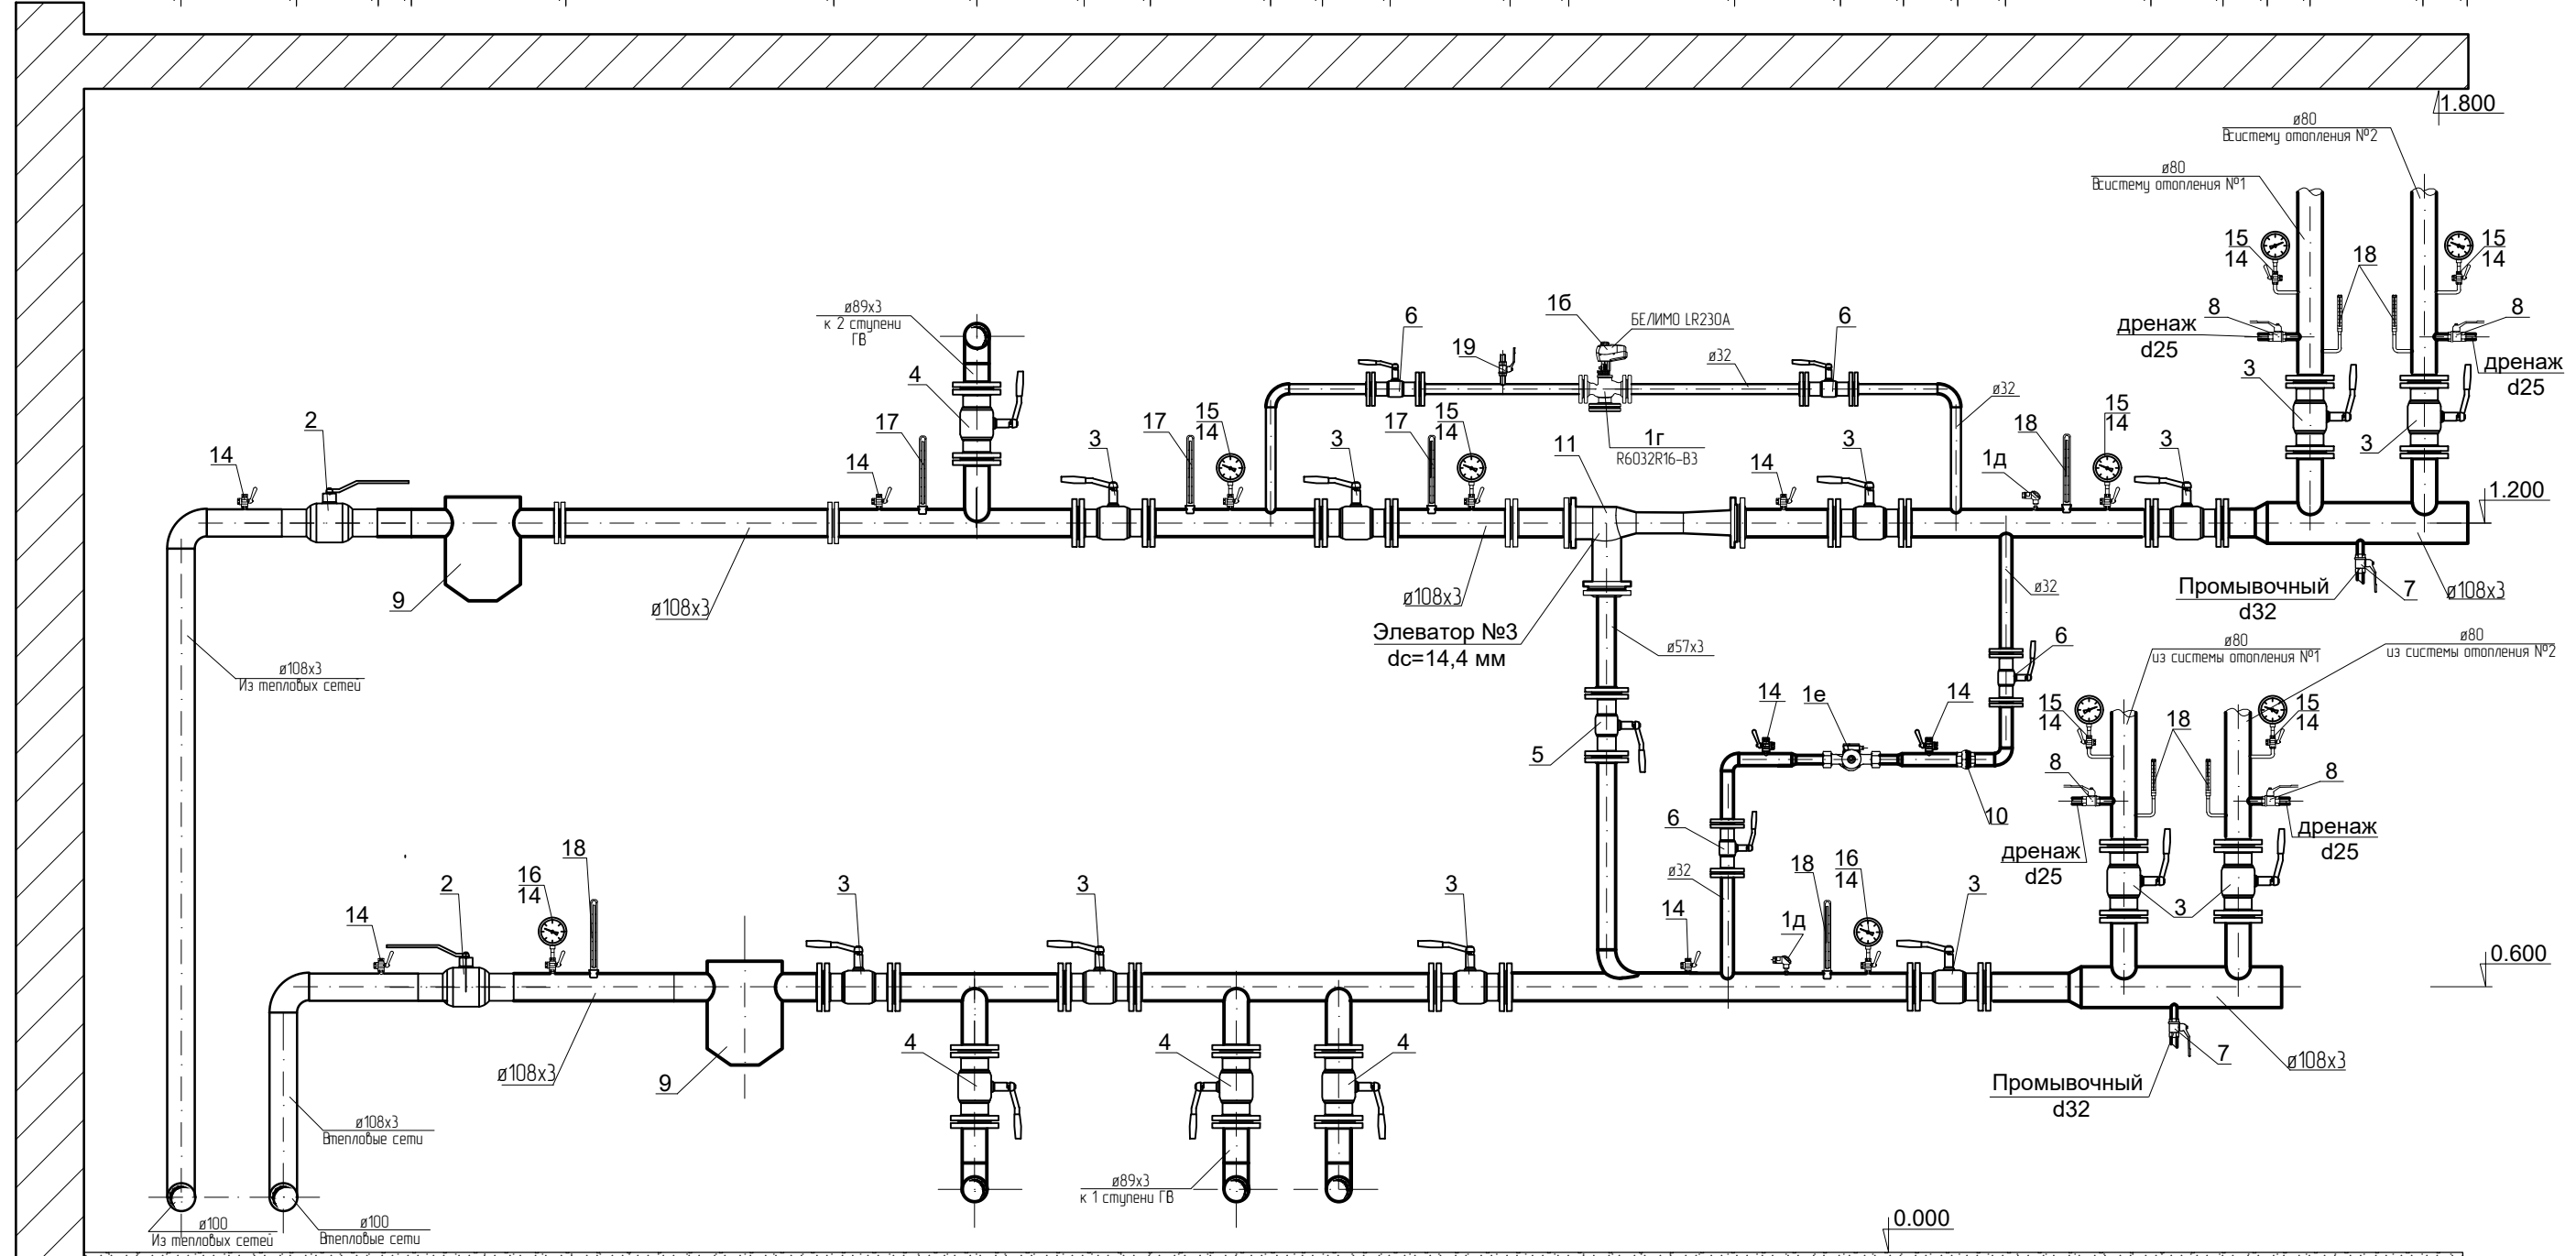 1.800
ø80
Всистему отопления №2
ø80
Всистему отопления №1
15
14
18
15
14
8
8
дренаж
d25
дренаж
d25
3
3
ø89х3
к 2 ступени
ГВ
4
6
19
1б
БЕЛИМО LR230A
ø32
6
ø32
1г
R6032R16-B3
14
2
14
17
3
17
15
14
3
17
15
14
11
14
3
1д
18
15
14
3
1.200
9
ø108х3
ø108х3
Элеватор №3
dс=14,4 мм
ø57х3
ø32
Промывочный
d32
7
ø108х3
ø108х3
Из тепловых сетей
6
ø80
из системы отопления №1
ø80
из системы отопления №2
14
1е
14
5
10
15
14
18
15
14
8
8
дренаж
d25
дренаж
d25
3
6
ø32
14
2
16
14
18
3
3
3
14
1д
18
16
14
3
0.600
ø108х3
9
4
4
4
7
ø108х3
Промывочный
d32
ø108х3
Втепловые сети
ø89х3
к 1 ступени ГВ
ø100
Из тепловых сетей
ø100
Втепловые сети
0.000